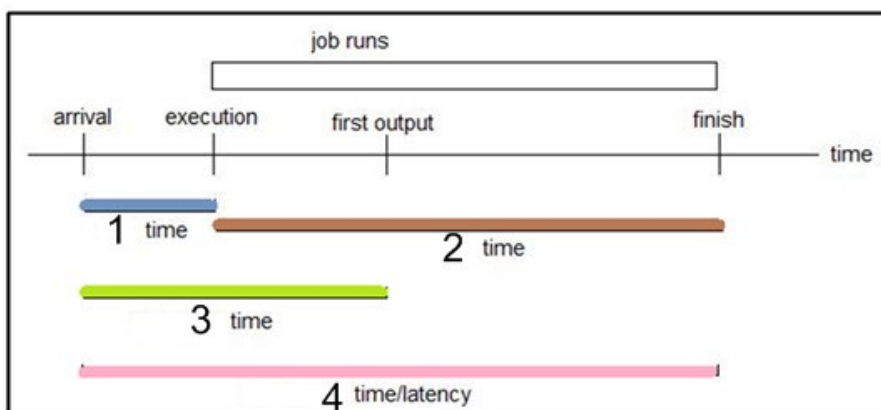 job runs
arrival execution first output finish
time
1 time
2 time
3 time
4 time/latency